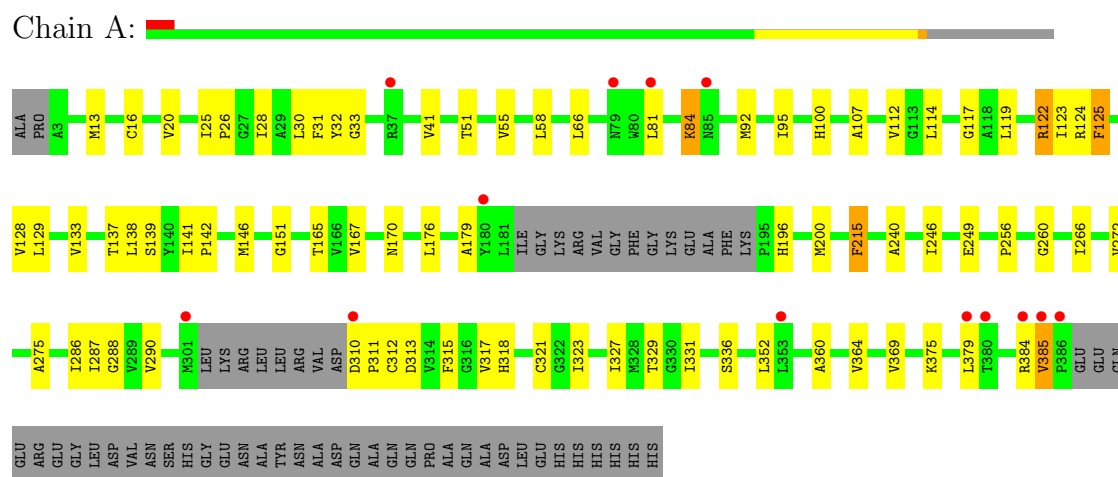 Chain A:
ALA PRO A3 M13 C16 V20 I25 P26 G27 I28 A29 L30 F31 Y32 G33 R37 V41 T51 V55 L58 L66 N79 W80 L81 K84 N85 M92 I95 H100 A107 V112 G113 L114 G117 A118 L119 R122 I123 R124 F125
V128 L129 V133 T137 L138 S139 Y140 I141 P142 M146 G151 T165 V166 V167 N170 L176 A179 Y180 L181 ILE GLY LYS ARG VAL GLY PHE GLY LYS GLU ALA PHE LYS P195 H196 M200 F215 A240 I246 E249 P256 G260 I266
A275 I286 I287 G288 V289 V290 M301 LEU LYS ARG LEU LEU ARG VAL ASP D310 P311 C312 D313 V314 F315 G316 V317 H318 C321 G322 I323 I327 M328 T329 G330 I331 S336 L352 L353 A360 V364 V369 K375 L379 T380 R384 V385 P386 GLU GLU GLN
GLU ARG GLU GLY LEU ASP VAL ASN SER HIS GLY GLU ASN ALA TYR ASN ALA ASP GLN ALA GLN GLN PRO ALA GLN ALA ASP LEU GLU HIS HIS HIS HIS HIS HIS